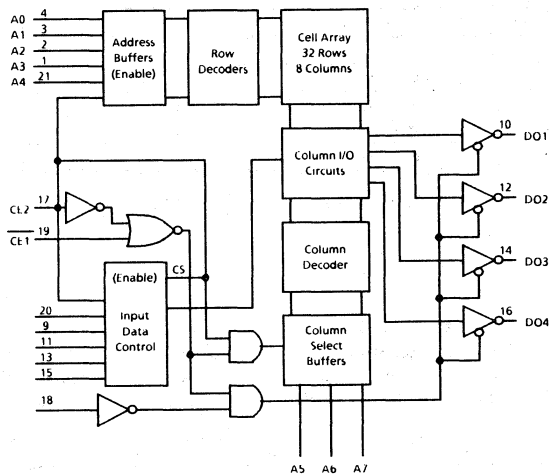 A0 4
A1 3
A2 2
A3 1
A4 21
Address
Buffers
(Enable)
Row
Decoders
Cell Array
32 Rows
8 Columns
Column I/O
Circuits
10 DO1
12 DO2
14 DO3
16 DO4
CE2 17
CE1 19
(Enable)
CS
Input
Data
Control
20
9
11
13
15
18
Column
Decoder
Column
Select
Buffers
A5 A6 A7